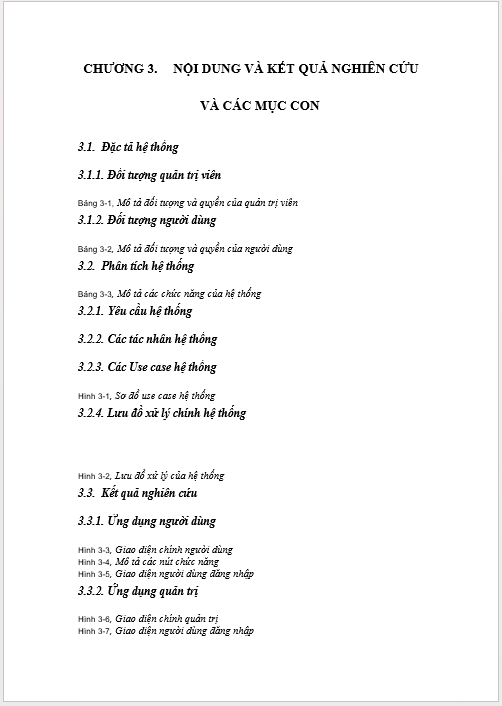 CHƯƠNG 3. NỘI DUNG VÀ KẾT QUẢ NGHIÊN CỨU
VÀ CÁC MỤC CON
3.1. Đặc tả hệ thống
3.1.1. Đối tượng quản trị viên
Bảng 3-1, Mô tả đối tượng và quyền của quản trị viên
3.1.2. Đối tượng người dùng
Bảng 3-2, Mô tả đối tượng và quyền của người dùng
3.2. Phân tích hệ thống
Bảng 3-3, Mô tả các chức năng của hệ thống
3.2.1. Yêu cầu hệ thống
3.2.2. Các tác nhân hệ thống
3.2.3. Các Use case hệ thống
Hình 3-1, Sơ đồ use case hệ thống
3.2.4. Lưu đồ xử lý chính hệ thống
Hình 3-2, Lưu đồ xử lý của hệ thống
3.3. Kết quả nghiên cứu
3.3.1. Ứng dụng người dùng
Hình 3-3, Giao diện chính người dùng
Hình 3-4, Mô tả các nút chức năng
Hình 3-5, Giao diện người dùng đăng nhập
3.3.2. Ứng dụng quản trị
Hình 3-6, Giao diện chính quản trị
Hình 3-7, Giao diện người dùng đăng nhập